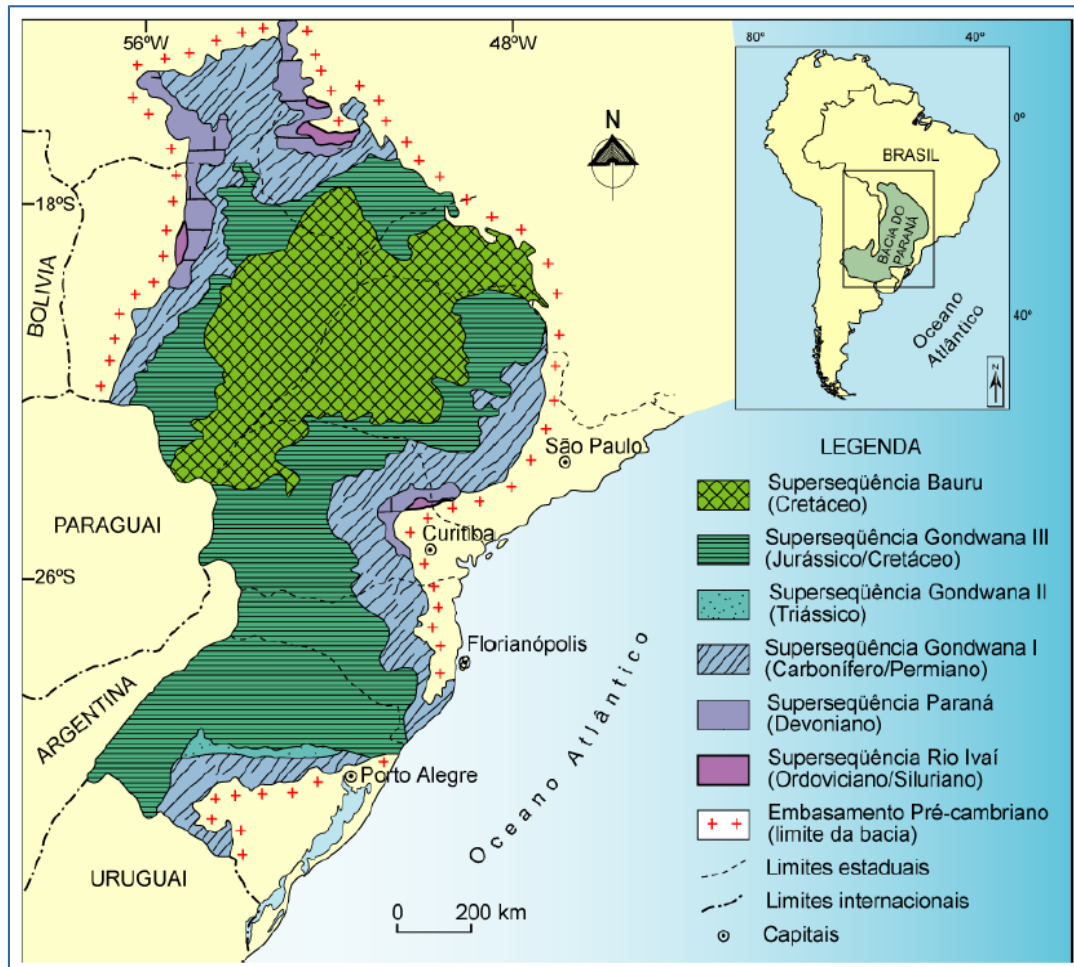 56ºW
48ºW
18ºS
26ºS
N
BOLIVIA
PARAGUAI
ARGENTINA
URUGUAI
São Paulo
Curitiba
Florianópolis
Porto Alegre
Oceano Atlântico
0 200 km
80º
40º
0º
40º
BRASIL
BACIA DO
PARANÁ
Oceano
Atlântico
N
LEGENDA
Superseqüência Bauru
(Cretáceo)
Superseqüência Gondwana III
(Jurássico/Cretáceo)
Superseqüência Gondwana II
(Triássico)
Superseqüência Gondwana I
(Carbonífero/Permiano)
Superseqüência Paraná
(Devoniano)
Superseqüência Rio Ivaí
(Ordoviciano/Siluriano)
Embasamento Pré-cambriano
(limite da bacia)
Limites estaduais
Limites internacionais
Capitais